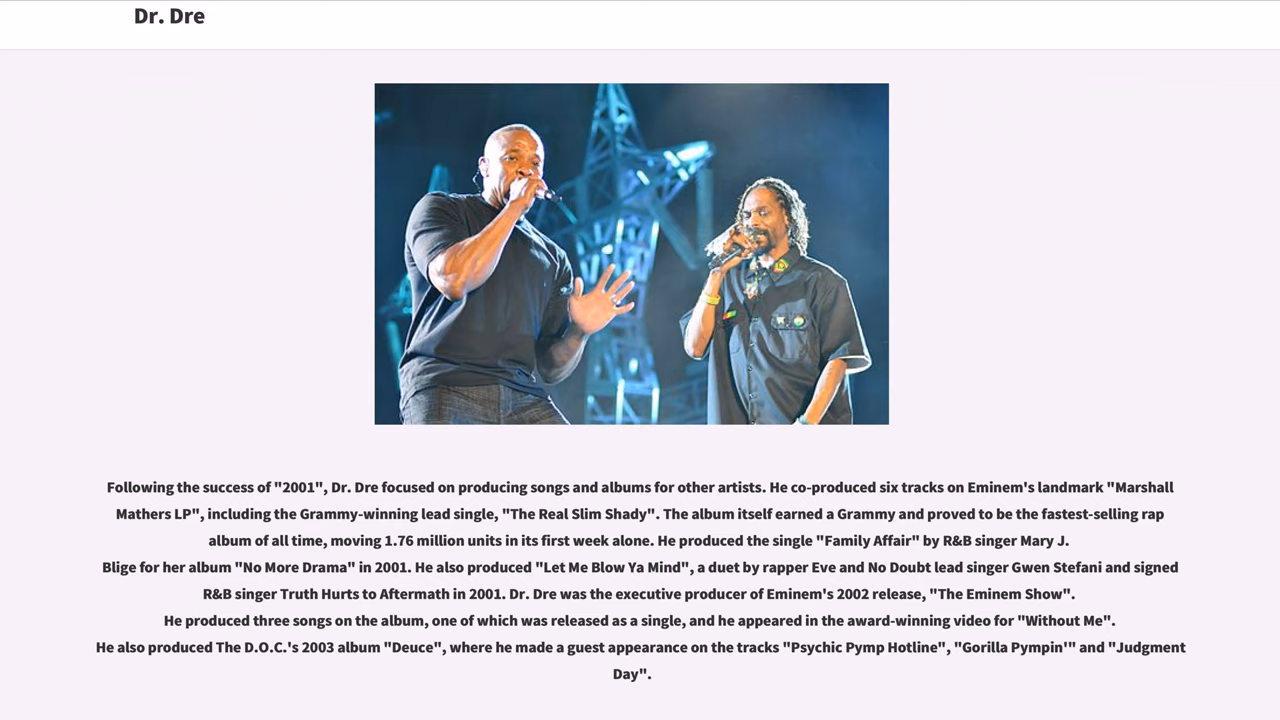 Dr. Dre
Following the success of "2001", Dr. Dre focused on producing songs and albums for other artists. He co-produced six tracks on Eminem's landmark "Marshall
Mathers LP", including the Grammy-winning lead single, "The Real Slim Shady". The album itself earned a Grammy and proved to be the fastest-selling rap
album of all time, moving 1.76 million units in its first week alone. He produced the single "Family Affair" by R&B singer Mary J.
Blige for her album "No More Drama" in 2001. He also produced "Let Me Blow Ya Mind", a duet by rapper Eve and No Doubt lead singer Gwen Stefani and signed
R&B singer Truth Hurts to Aftermath in 2001. Dr. Dre was the executive producer of Eminem's 2002 release, "The Eminem Show".
He produced three songs on the album, one of which was released as a single, and he appeared in the award-winning video for "Without Me".
He also produced The D.O.C.'s 2003 album "Deuce", where he made a guest appearance on the tracks "Psychic Pymp Hotline", "Gorilla Pympin'" and "Judgment
Day".